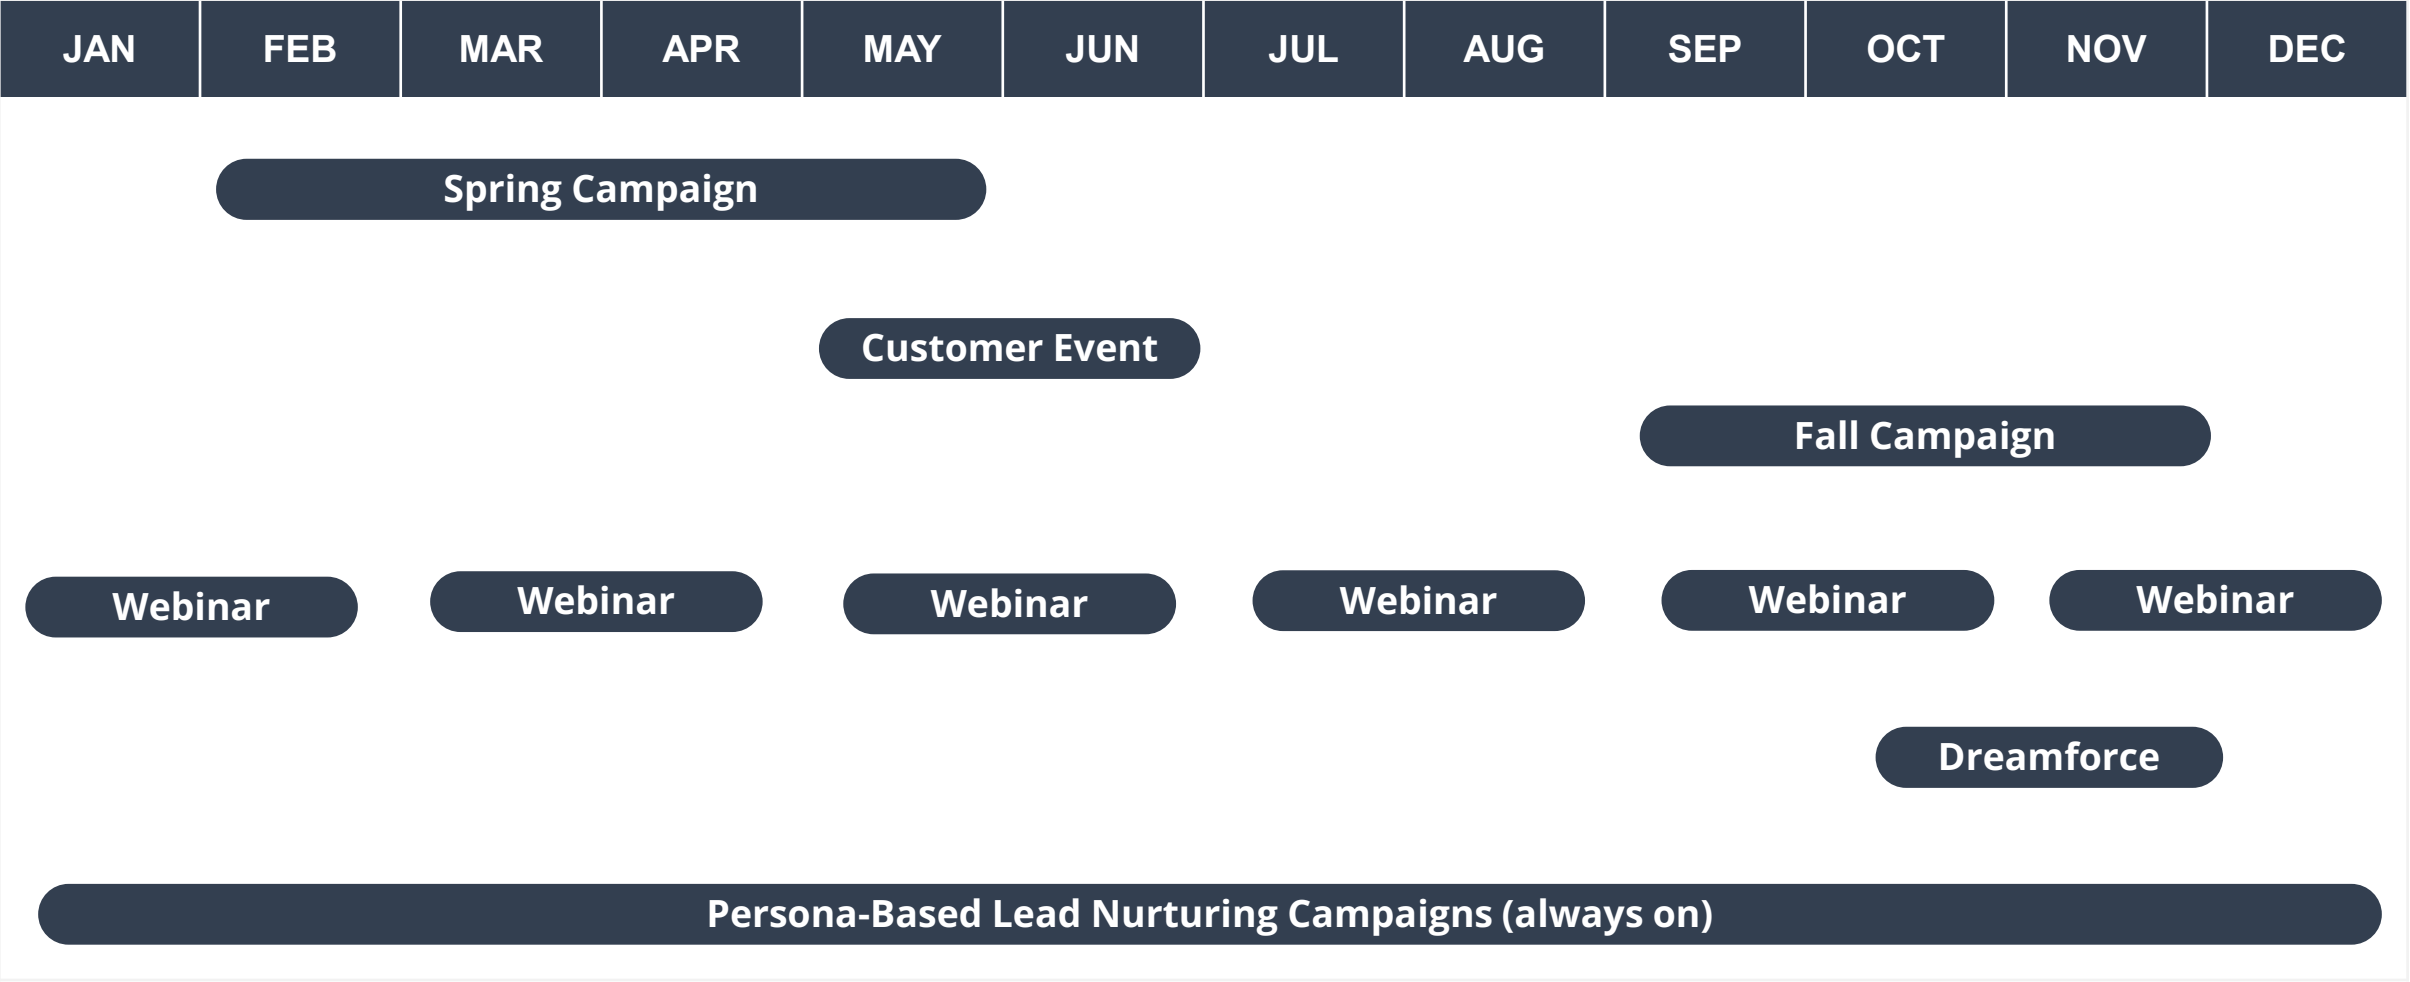 JAN FEB MAR APR MAY JUN JUL AUG SEP OCT NOV DEC
Spring Campaign
Customer Event
Fall Campaign
Webinar Webinar Webinar Webinar Webinar Webinar
Dreamforce
Persona-Based Lead Nurturing Campaigns (always on)